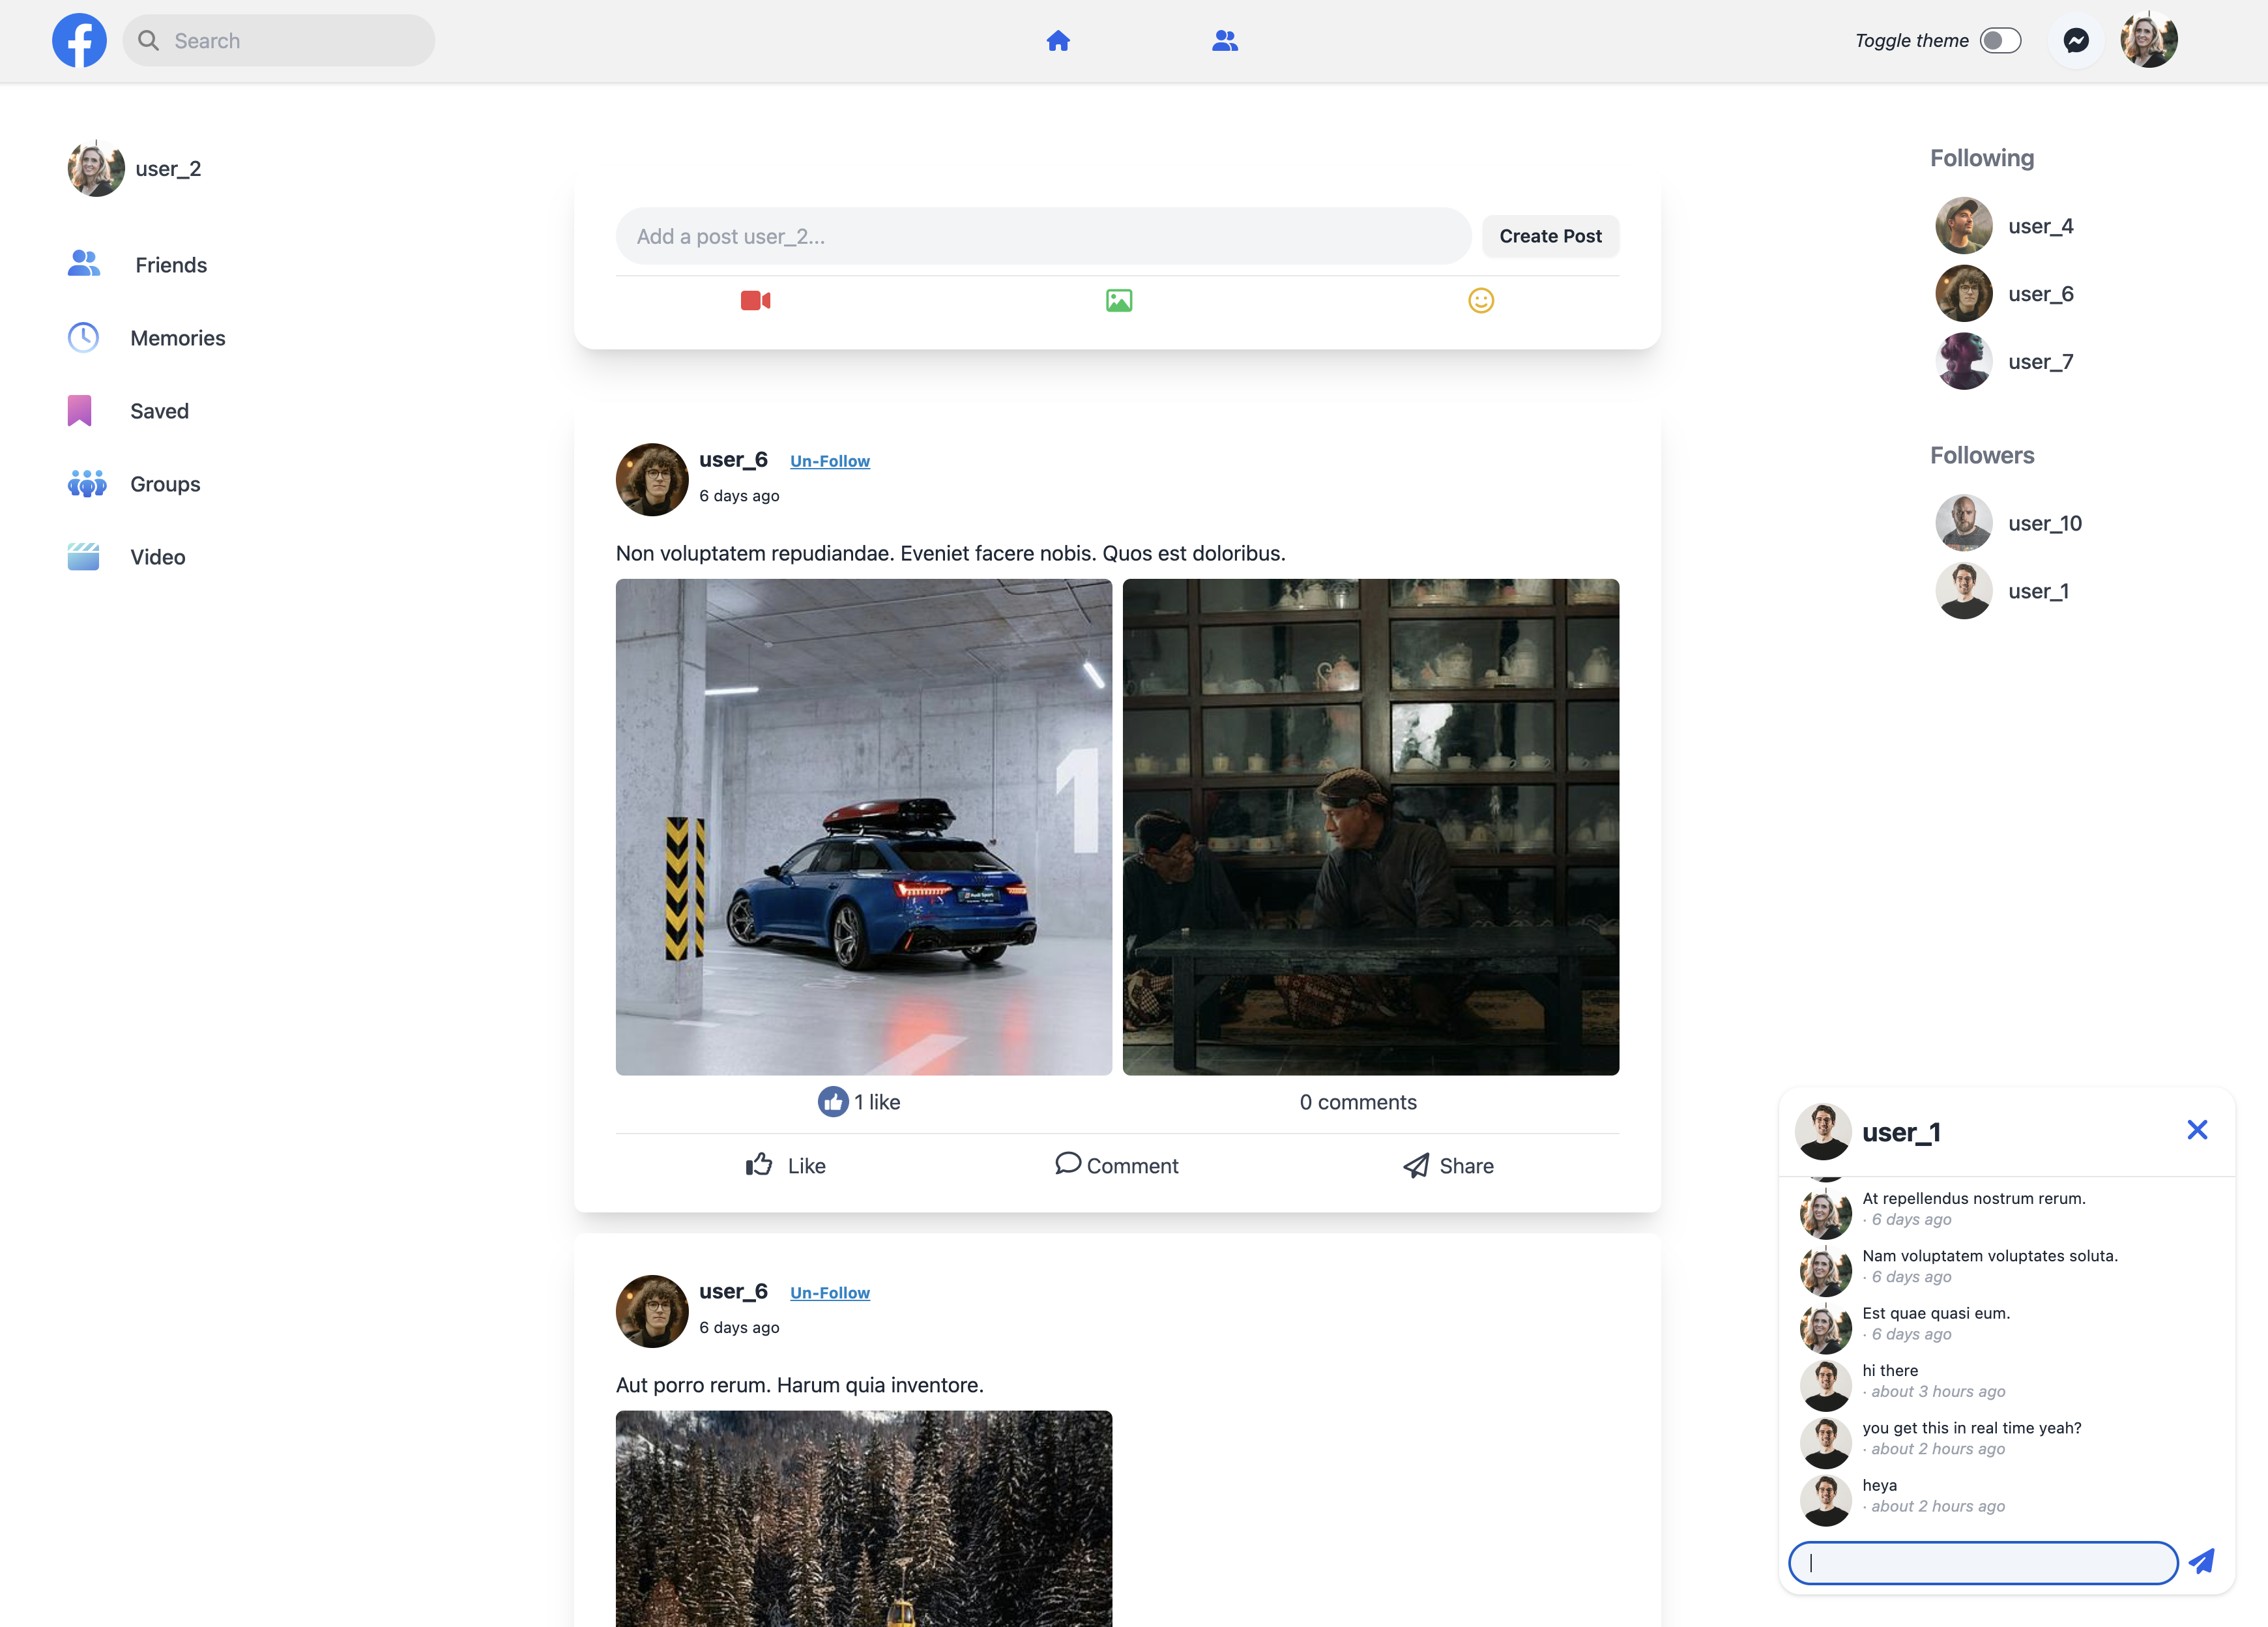 Search
Toggle theme
user_2
Friends
Memories
Saved
Groups
Video
Add a post user_2...
Create Post
user_6 Un-Follow
6 days ago
Non voluptatem repudiandae. Eveniet facere nobis. Quos est doloribus.
1
Audi Sport
1 like
0 comments
Like
Comment
Share
user_6 Un-Follow
6 days ago
Aut porro rerum. Harum quia inventore.
Following
user_4
user_6
user_7
Followers
user_10
user_1
user_1
At repellendus nostrum rerum.
· 6 days ago
Nam voluptatem voluptates soluta.
· 6 days ago
Est quae quasi eum.
· 6 days ago
hi there
· about 3 hours ago
you get this in real time yeah?
· about 2 hours ago
heya
· about 2 hours ago